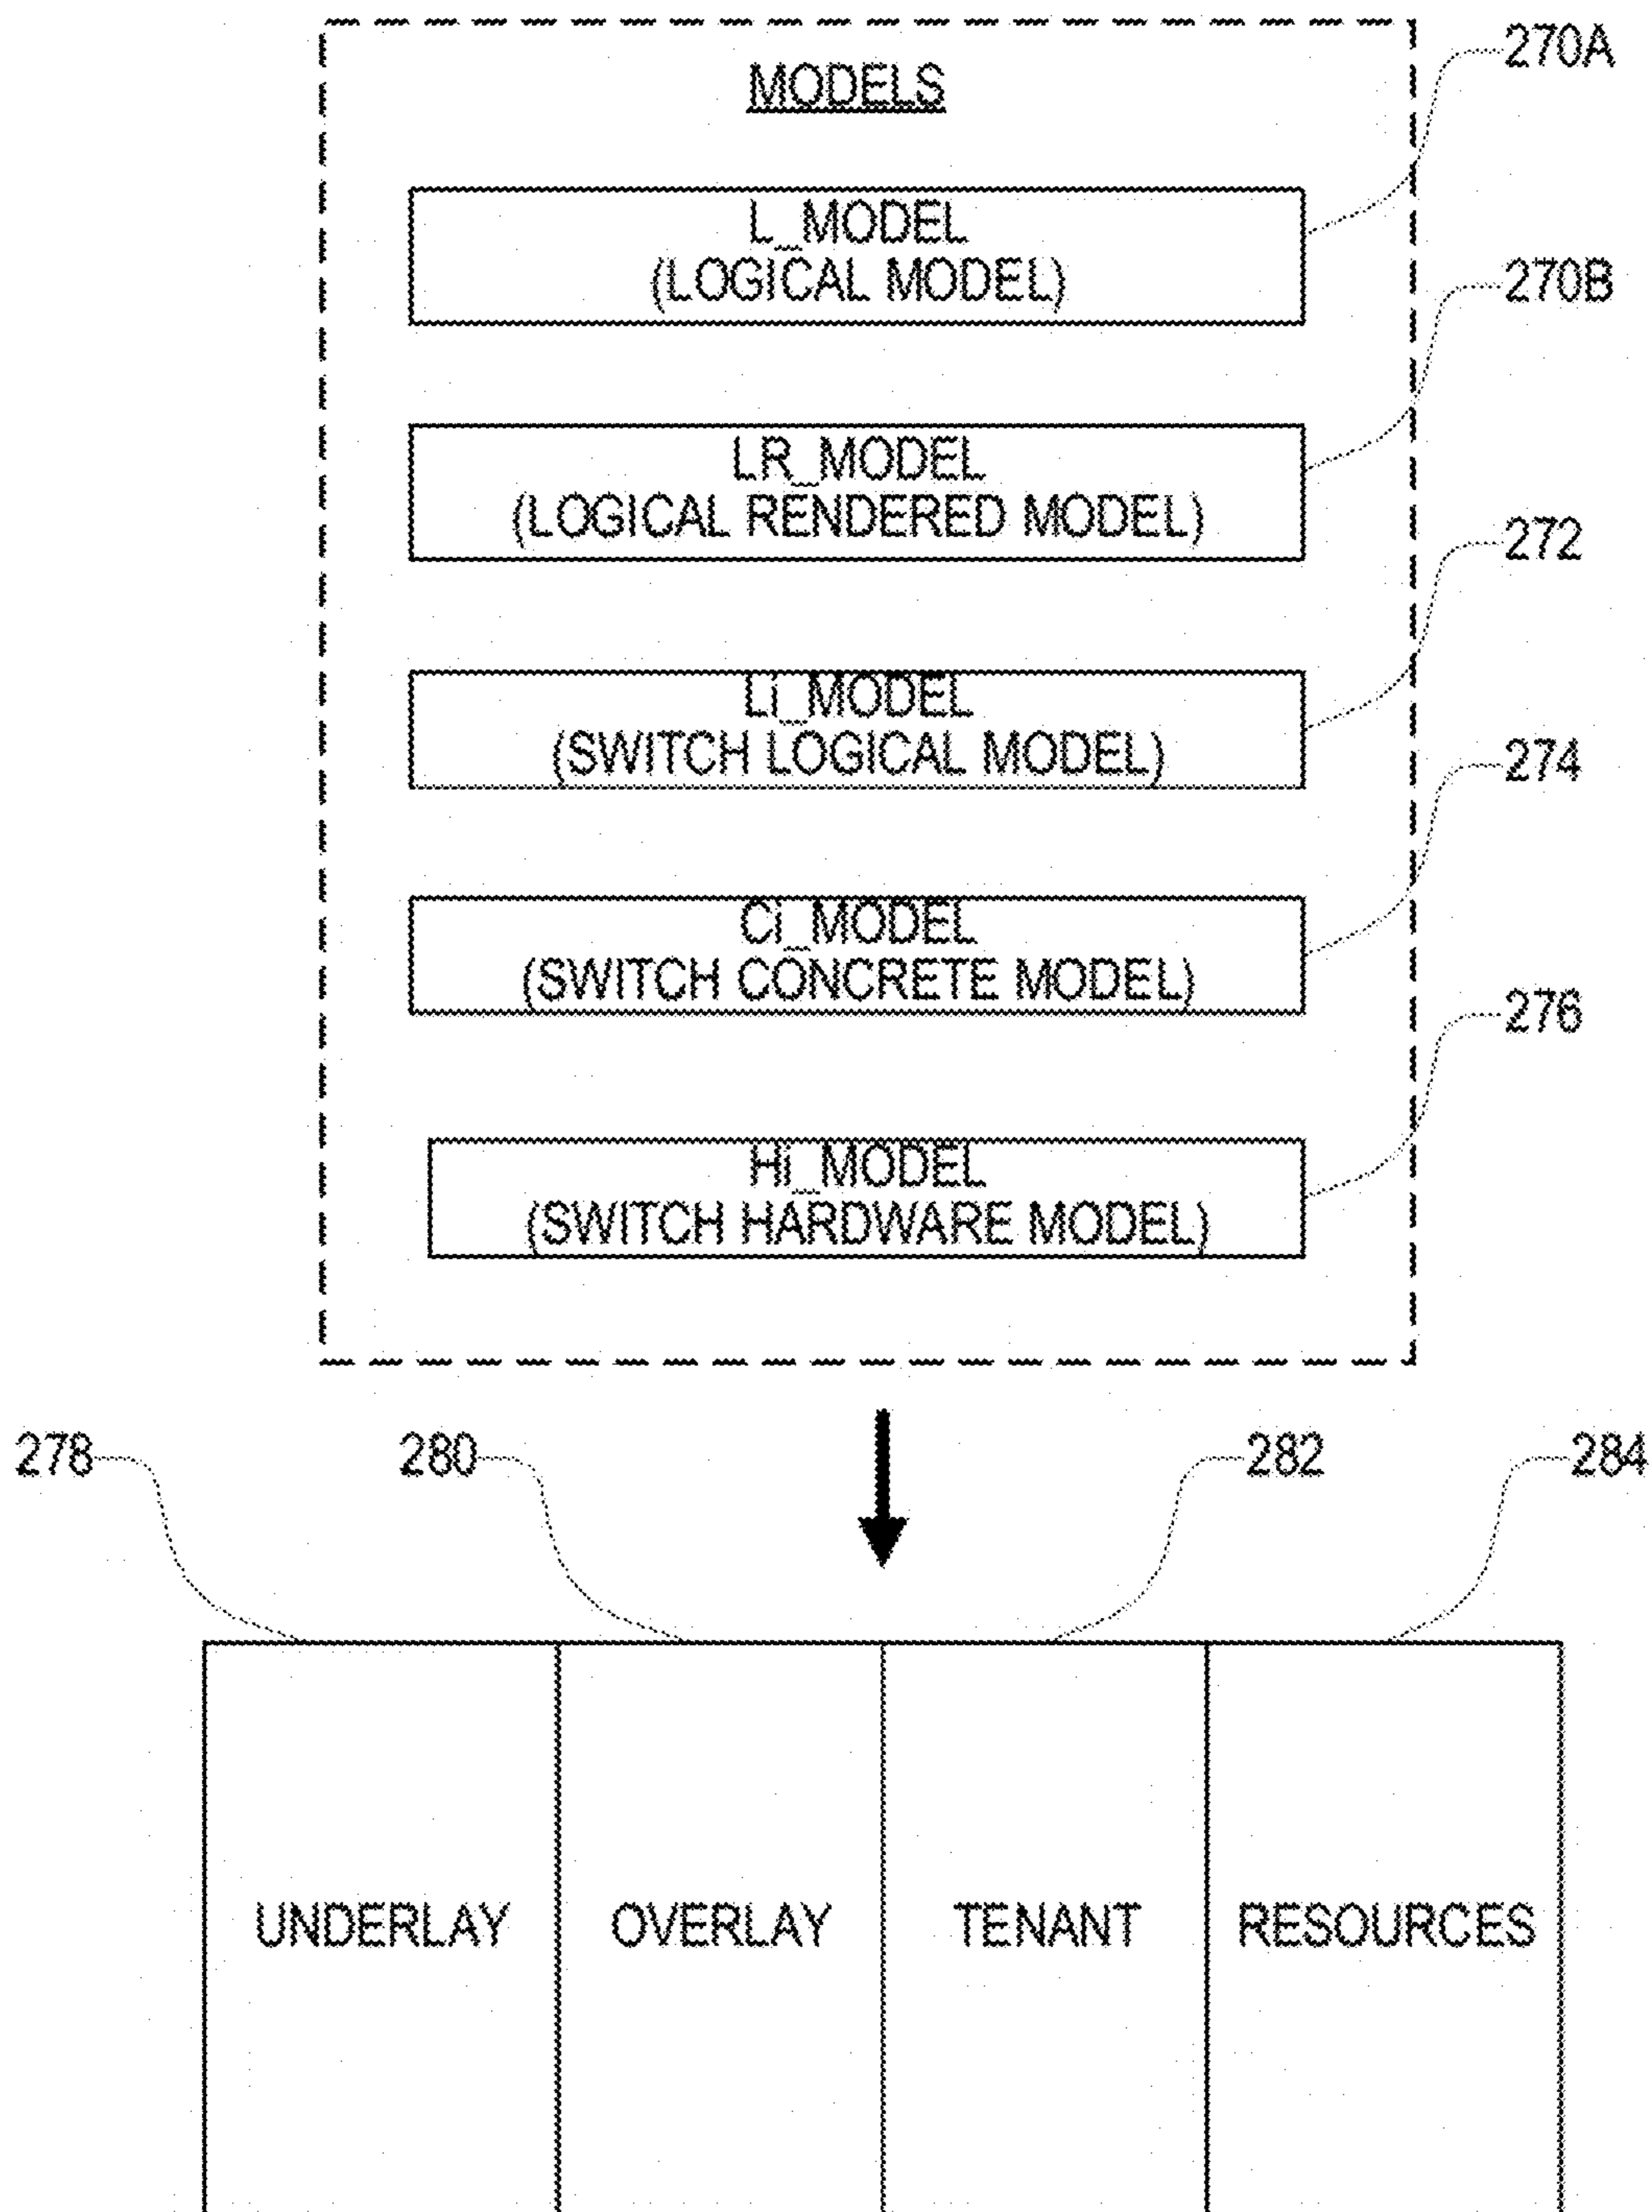 MODELS
270A
L_MODEL
(LOGICAL MODEL)
270B
LR_MODEL
(LOGICAL RENDERED MODEL)
272
Li_MODEL
(SWITCH LOGICAL MODEL)
274
Ci_MODEL
(SWITCH CONCRETE MODEL)
276
Hi_MODEL
(SWITCH HARDWARE MODEL)
278
280
282
284
UNDERLAY
OVERLAY
TENANT
RESOURCES